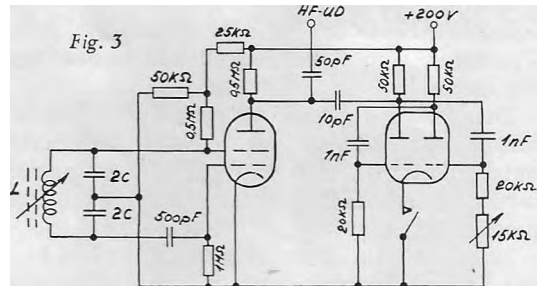 Fig. 3
HF-UD
+200V
25KΩ
50pF
50KΩ
0,5MΩ
50KΩ
50KΩ
0,5MΩ
10pF
1nF
1nF
L
2C
2C
500pF
20KΩ
20KΩ
1MΩ
15KΩ